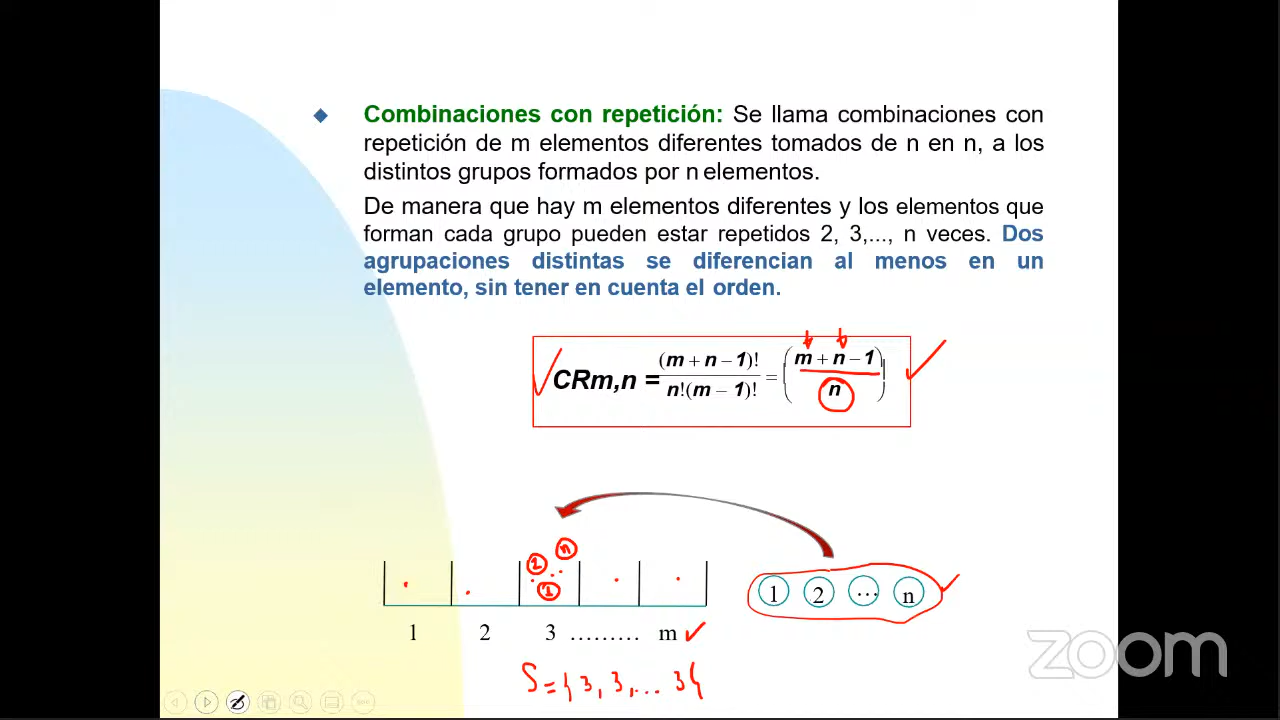 Combinaciones con repetición: Se llama combinaciones con
repetición de m elementos diferentes tomados de n en n, a los
distintos grupos formados por n elementos.
De manera que hay m elementos diferentes y los elementos que
forman cada grupo pueden estar repetidos 2, 3,..., n veces. Dos
agrupaciones distintas se diferencian al menos en un
elemento, sin tener en cuenta el orden.
CRm,n = (m + n – 1)! / n!(m – 1)! = (m + n – 1 / n)
2 n
1
1 2 ... n
1 2 3 ......... m
S={3, 3, ... 3}
zoom